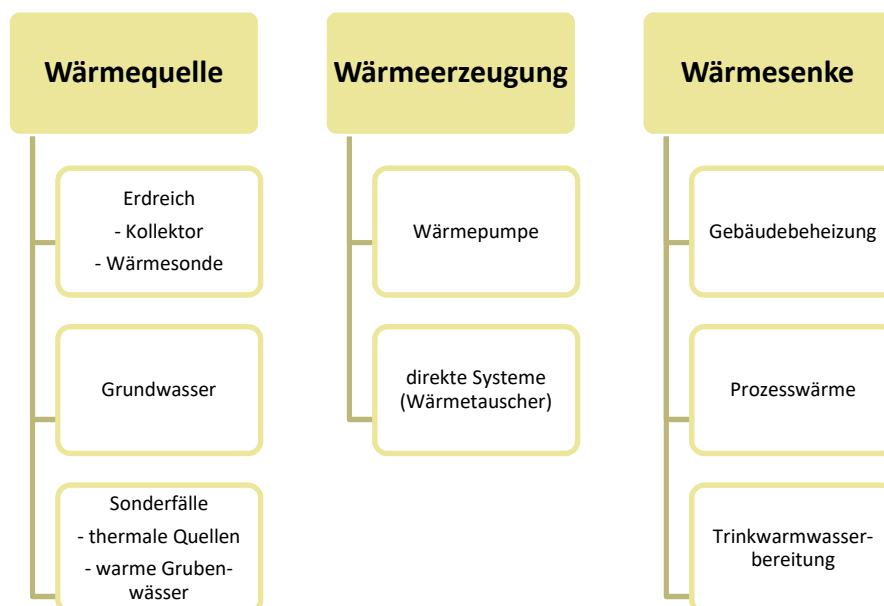 Wärmequelle
Erdreich
- Kollektor
- Wärmesonde
Grundwasser
Sonderfälle
- thermale Quellen
- warme Gruben-
wässer
Wärmeerzeugung
Wärmepumpe
direkte Systeme
(Wärmetauscher)
Wärmesenke
Gebäudebeheizung
Prozesswärme
Trinkwarmwasser-
bereitung